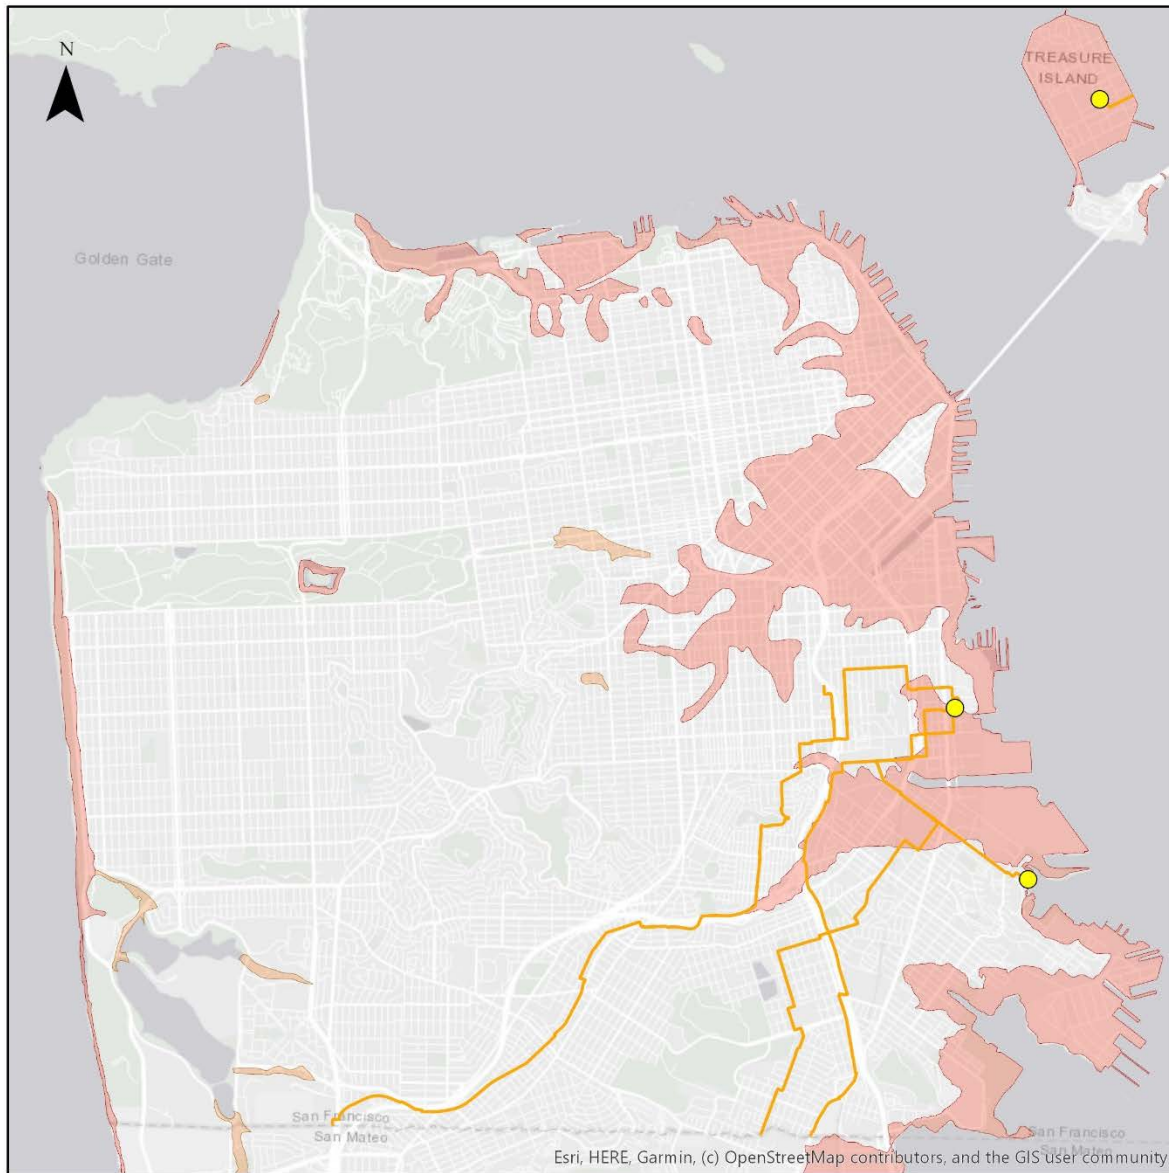 N
TREASURE
ISLAND
Golden Gate
San Francisco
San Mateo
San Francisco
San Mateo
Esri, HERE, Garmin, (c) OpenStreetMap contributors, and the GIS user community